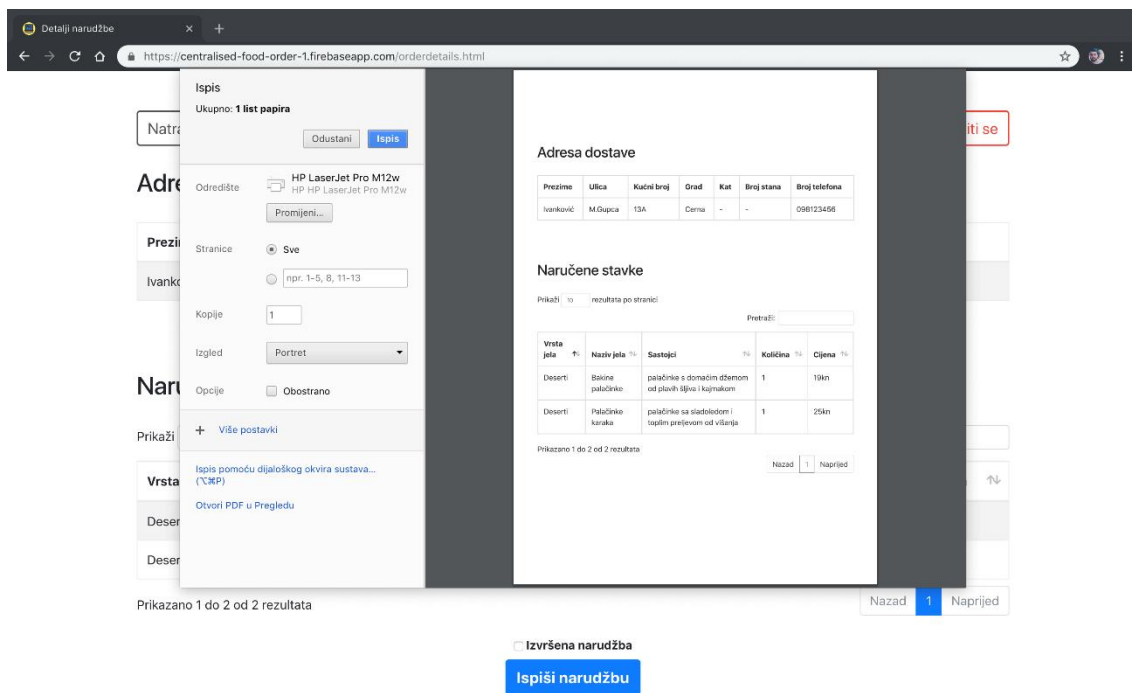 Detalji narudžbe
https://centralised-food-order-1.firebaseapp.com/orderdetails.html
Natra
iti se
Adre
Prezin
Ivanko
Naru
Prikaži
Vrsta
Deser
Deser
Prikazano 1 do 2 od 2 rezultata
Nazad 1 Naprijed
Izvršena narudžba
Ispiši narudžbu
Ispis
Ukupno: 1 list papira
Odustani Ispis
Odredište HP LaserJet Pro M12w
HP HP LaserJet Pro M12w
Promijeni...
Stranice Sve
npr. 1-5, 8, 11-13
Kopije 1
Izgled Portret
Opcije Obostrano
+ Više postavki
Ispis pomoću dijaloškog okvira sustava...
(⌥⌘P)
Otvori PDF u Pregledu
Adresa dostave
Prezime Ulica Kućni broj Grad Kat Broj stana Broj telefona
Ivanković M.Gupca 13A Cerna - - 098123456
Naručene stavke
Prikaži 10 rezultata po stranici
Pretraži:
Vrsta
jela Naziv jela Sastojci Količina Cijena
Deserti Bakine palačinke s domaćim džemom 1 19kn
palačinke od plavih šljiva i kajmakom
Deserti Palačinke palačinke sa sladoledom i 1 25kn
karaka toplim preljevom od višanja
Prikazano 1 do 2 od 2 rezultata
Nazad 1 Naprijed